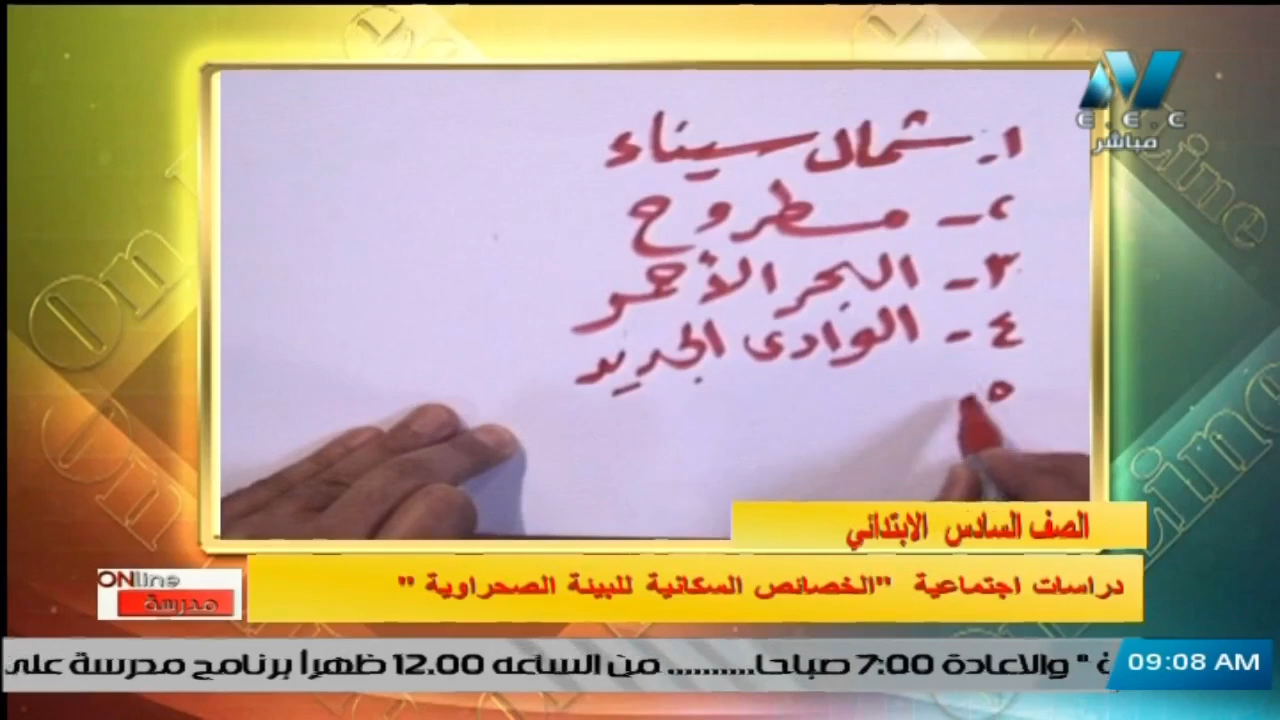 ١- شمال سيناء
٢- مطروح
٣- البحر الأحمر
٤- الوادى الجديد
٥
E.E.C
مباشر
الصف السادس الابتدائي
دراسات اجتماعية "الخصائص السكانية للبيئة الصحراوية "
ONline
مدرسة
ة " والاعادة 7:00 صباحا.......... من الساعه 12.00 ظهراً برنامج مدرسة على
09:08 AM
On Line